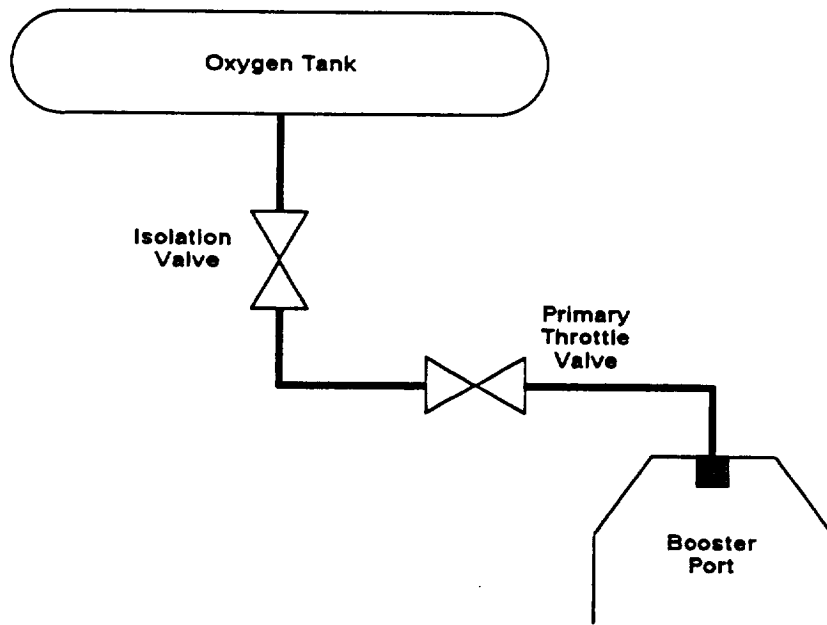 Oxygen Tank
Isolation
Valve
Primary
Throttle
Valve
Booster
Port